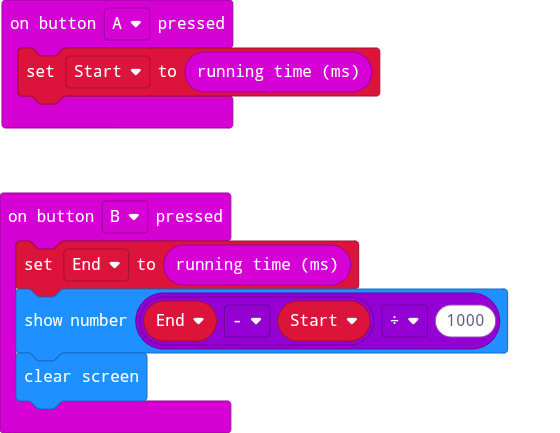 on button A pressed
set Start to running time (ms)
on button B pressed
set End to running time (ms)
show number End - Start ÷ 1000
clear screen